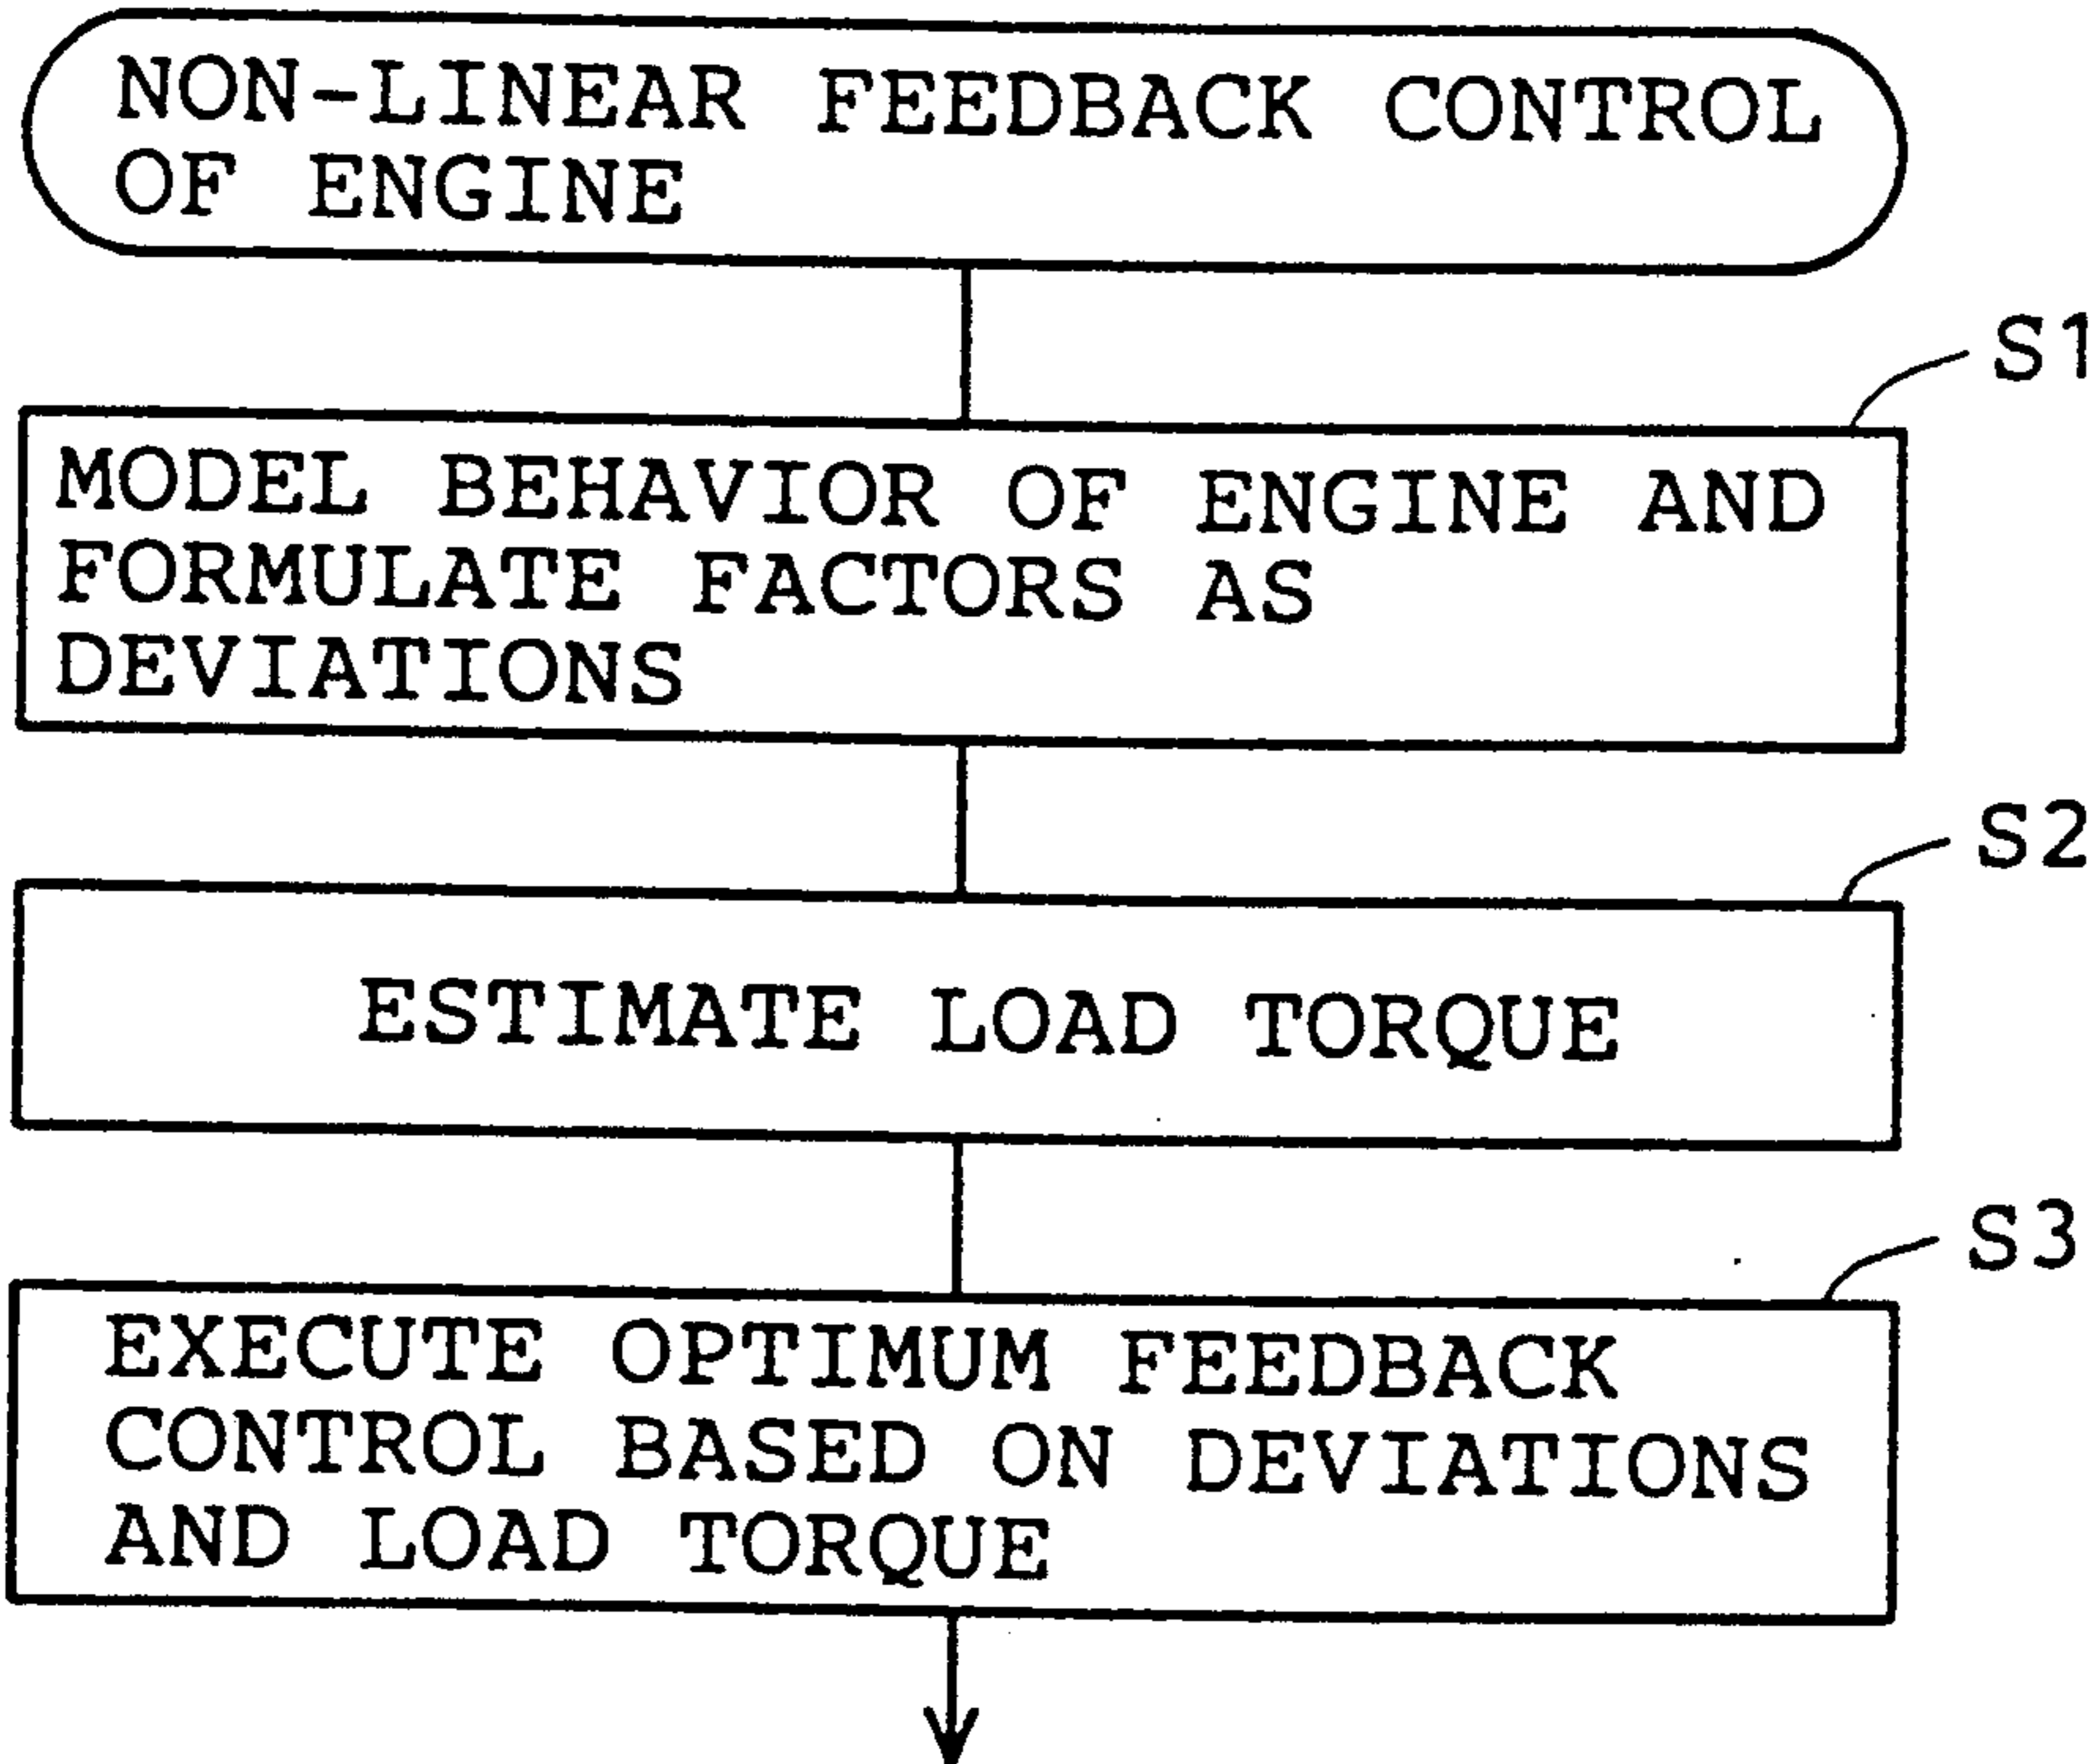 NON-LINEAR FEEDBACK CONTROL
OF ENGINE
S1
MODEL BEHAVIOR OF ENGINE AND
FORMULATE FACTORS AS
DEVIATIONS
S2
ESTIMATE LOAD TORQUE
S3
EXECUTE OPTIMUM FEEDBACK
CONTROL BASED ON DEVIATIONS
AND LOAD TORQUE